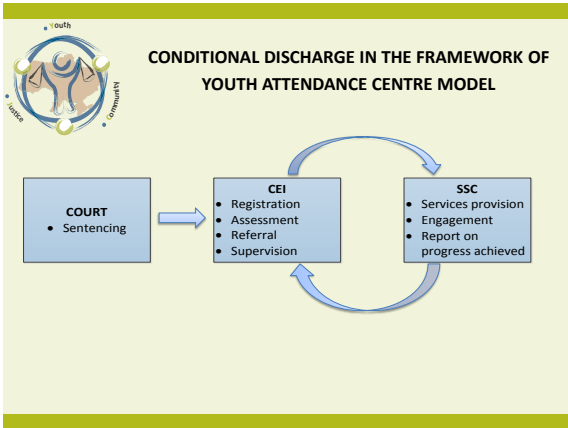 Youth
Justice
Community
CONDITIONAL DISCHARGE IN THE FRAMEWORK OF
YOUTH ATTENDANCE CENTRE MODEL
COURT
• Sentencing
CEI
• Registration
• Assessment
• Referral
• Supervision
SSC
• Services provision
• Engagement
• Report on
progress achieved